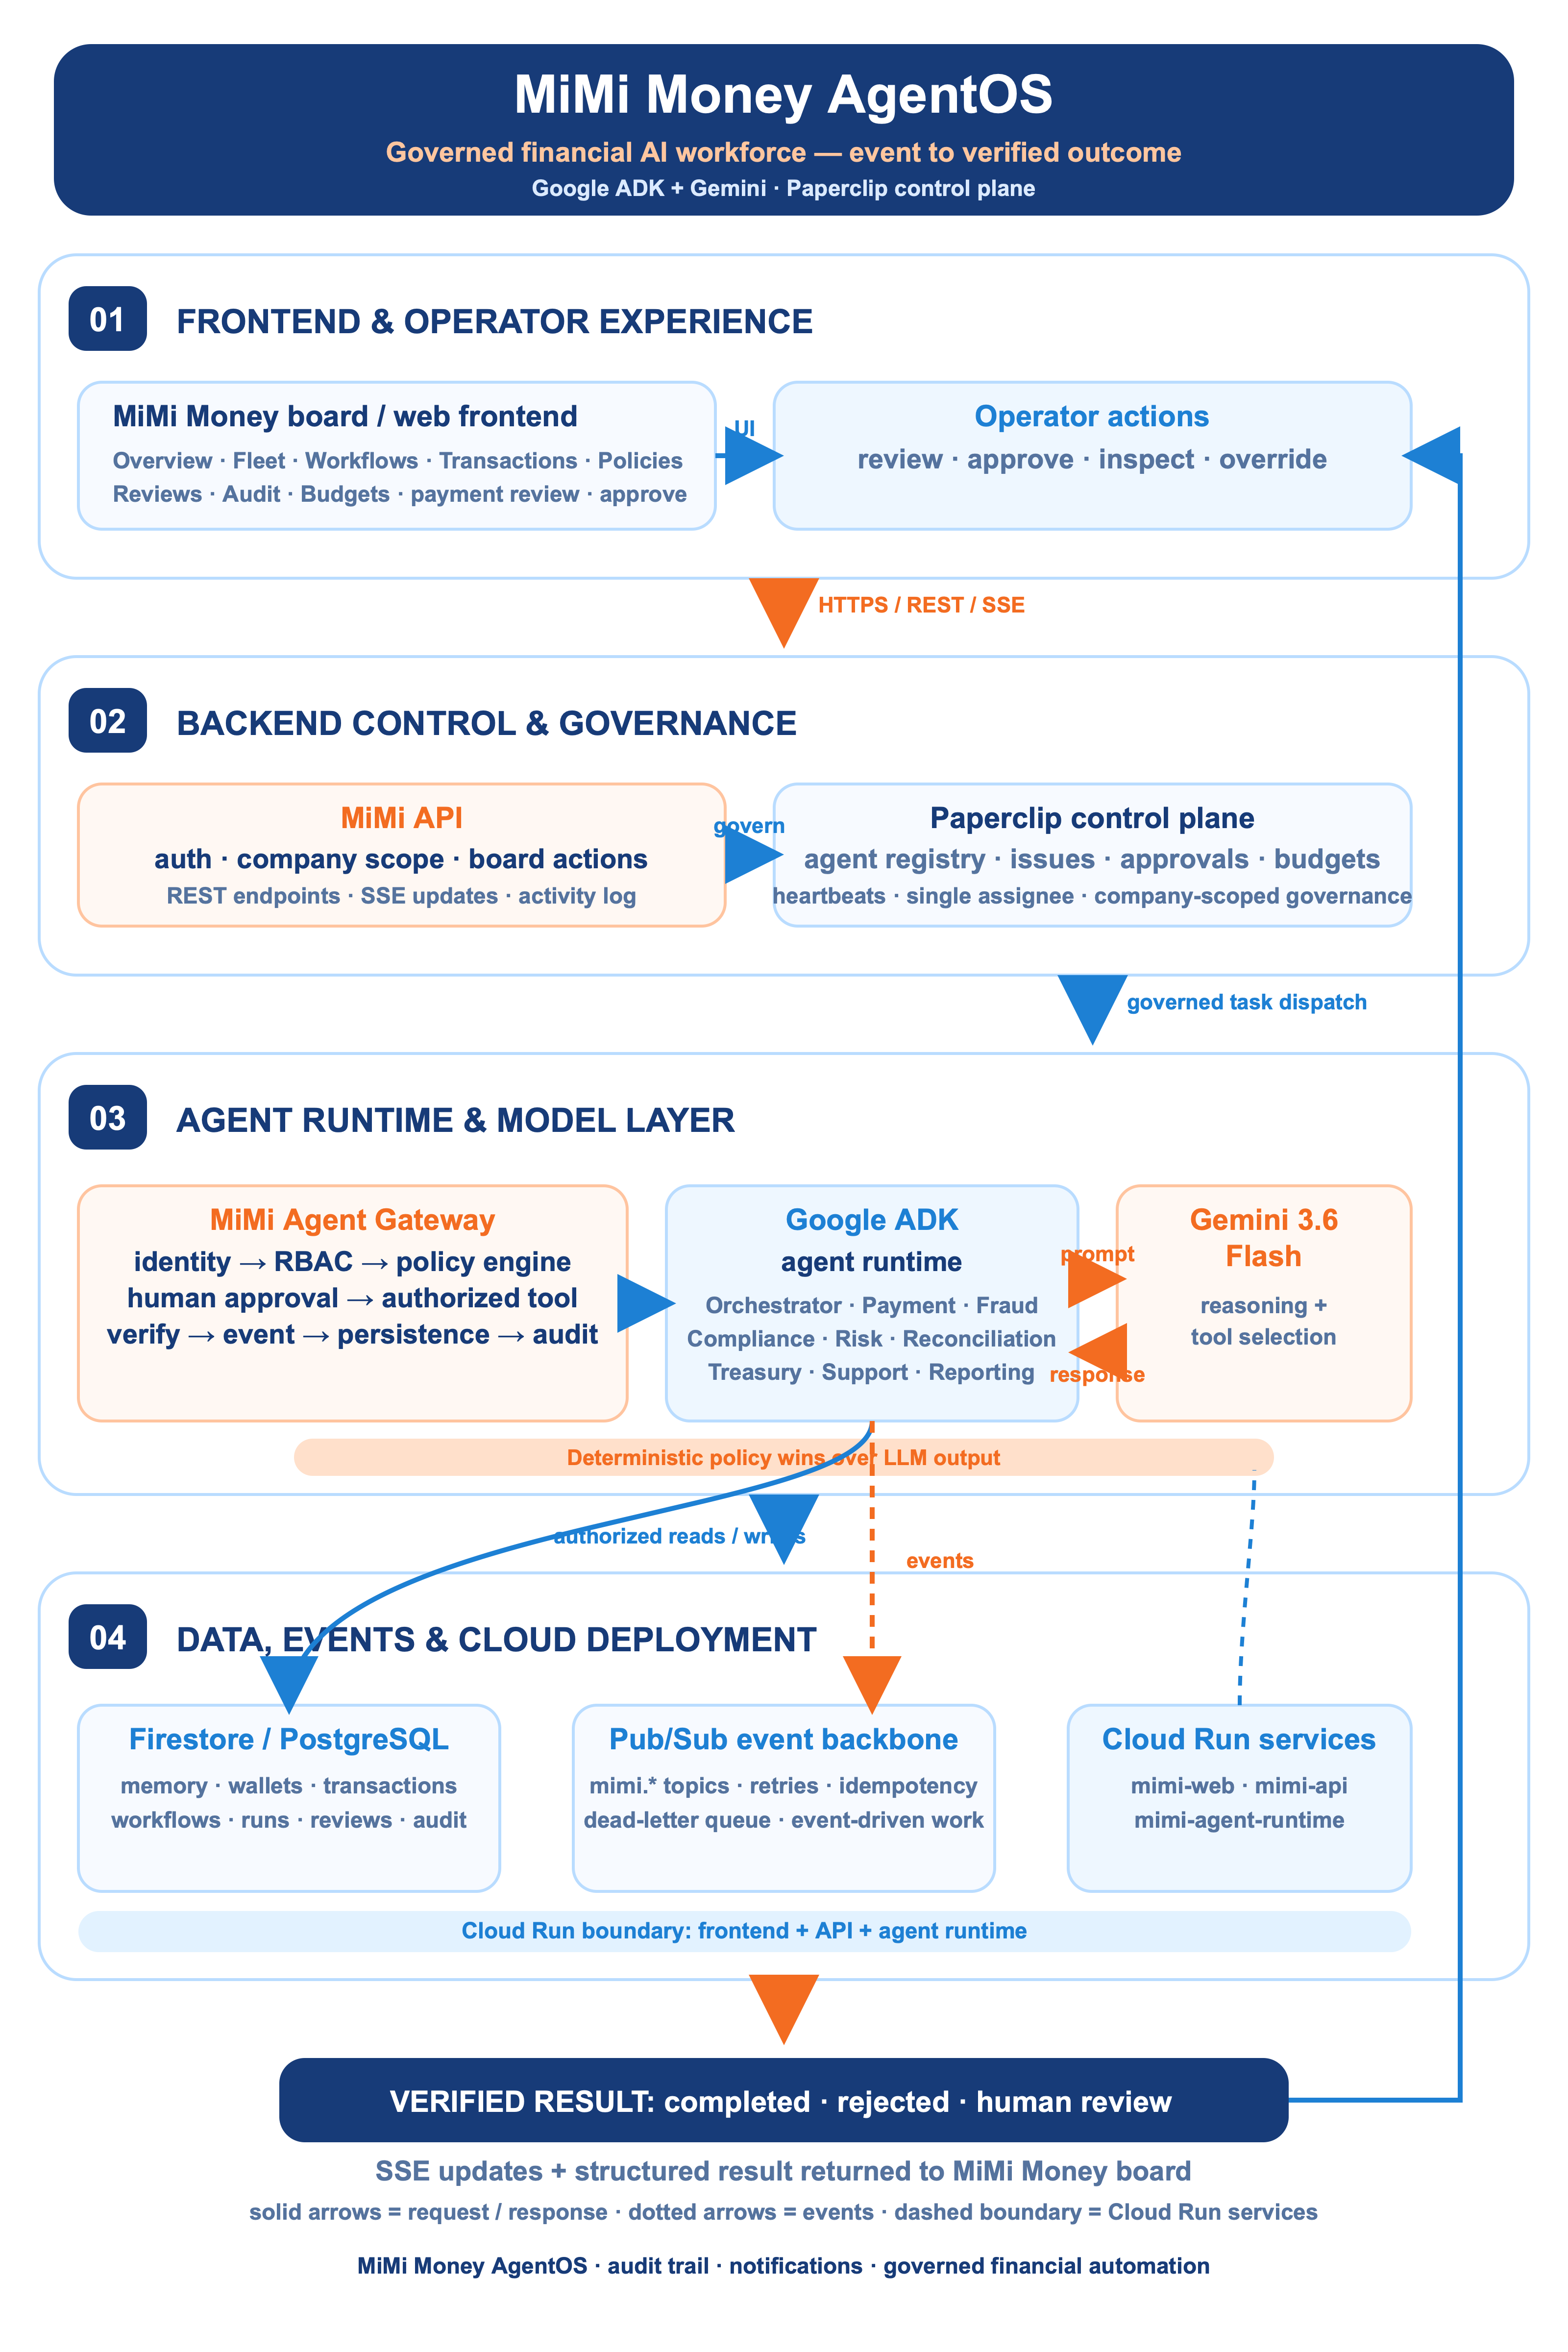 MiMi Money AgentOS
Governed financial AI workforce — event to verified outcome
Google ADK + Gemini · Paperclip control plane
01
FRONTEND & OPERATOR EXPERIENCE
MiMi Money board / web frontend
Overview · Fleet · Workflows · Transactions · Policies
Reviews · Audit · Budgets · payment review · approve
UI
Operator actions
review · approve · inspect · override
HTTPS / REST / SSE
02
BACKEND CONTROL & GOVERNANCE
MiMi API
auth · company scope · board actions
REST endpoints · SSE updates · activity log
govern
Paperclip control plane
agent registry · issues · approvals · budgets
heartbeats · single assignee · company-scoped governance
governed task dispatch
03
AGENT RUNTIME & MODEL LAYER
MiMi Agent Gateway
identity → RBAC → policy engine
human approval → authorized tool
verify → event → persistence → audit
Google ADK
agent runtime
Orchestrator · Payment · Fraud
Compliance · Risk · Reconciliation
Treasury · Support · Reporting
prompt
response
Gemini 3.6
Flash
reasoning +
tool selection
Deterministic policy wins over LLM output
authorized reads / writes
events
04
DATA, EVENTS & CLOUD DEPLOYMENT
Firestore / PostgreSQL
memory · wallets · transactions
workflows · runs · reviews · audit
Pub/Sub event backbone
mimi.* topics · retries · idempotency
dead-letter queue · event-driven work
Cloud Run services
mimi-web · mimi-api
mimi-agent-runtime
Cloud Run boundary: frontend + API + agent runtime
VERIFIED RESULT: completed · rejected · human review
SSE updates + structured result returned to MiMi Money board
solid arrows = request / response · dotted arrows = events · dashed boundary = Cloud Run services
MiMi Money AgentOS · audit trail · notifications · governed financial automation